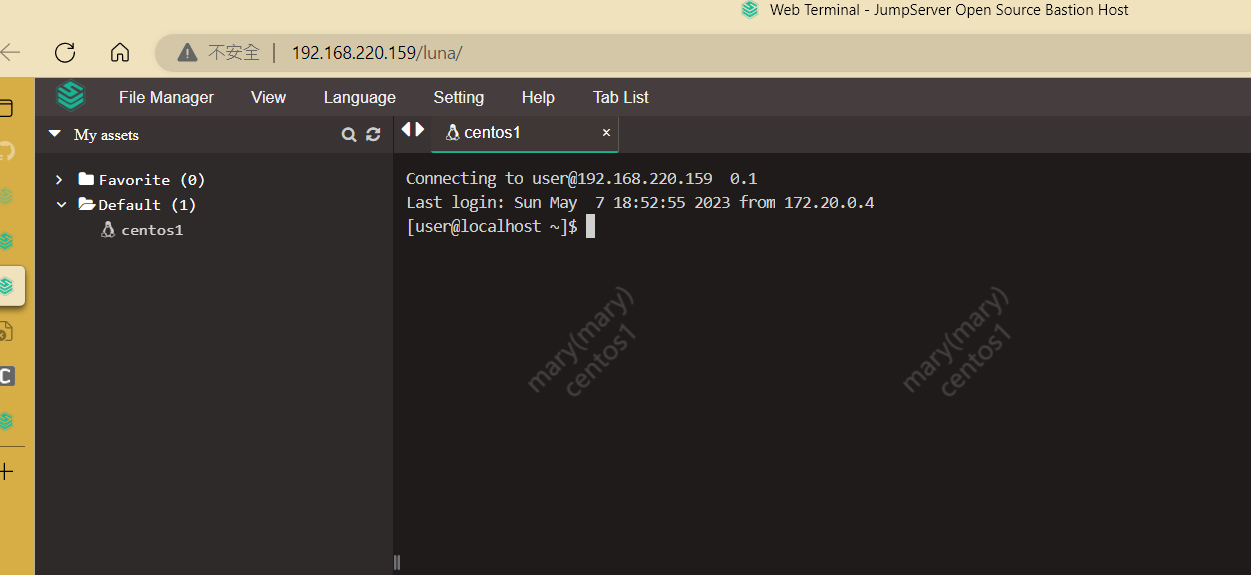 Web Terminal - JumpServer Open Source Bastion Host
不安全 | 192.168.220.159/luna/
File Manager View Language Setting Help Tab List
My assets
centos1 ×
Favorite (0)
Default (1)
centos1
Connecting to user@192.168.220.159  0.1
Last login: Sun May  7 18:52:55 2023 from 172.20.0.4
[user@localhost ~]$
mary(mary)
centos1
mary(mary)
centos1
C